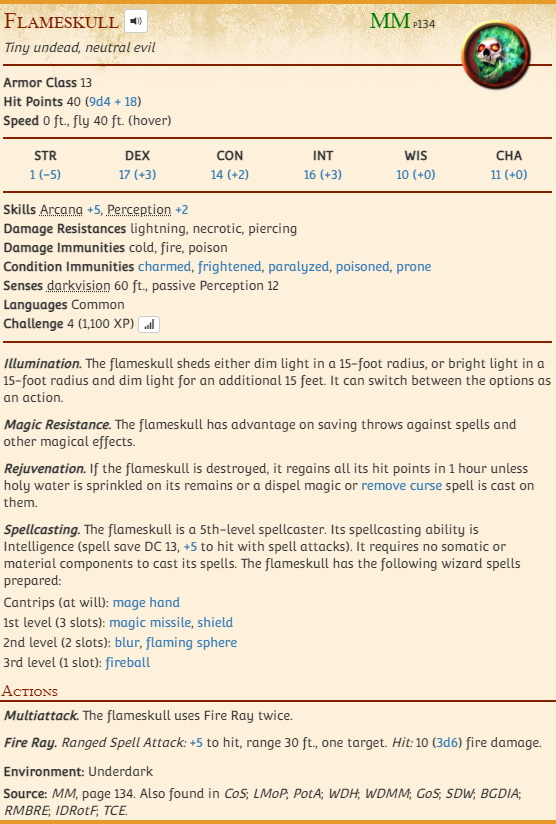 FLAMESKULL MM P134
Tiny undead, neutral evil
Armor Class 13
Hit Points 40 (9d4 + 18)
Speed 0 ft., fly 40 ft. (hover)
STR DEX CON INT WIS CHA
1 (−5) 17 (+3) 14 (+2) 16 (+3) 10 (+0) 11 (+0)
Skills Arcana +5, Perception +2
Damage Resistances lightning, necrotic, piercing
Damage Immunities cold, fire, poison
Condition Immunities charmed, frightened, paralyzed, poisoned, prone
Senses darkvision 60 ft., passive Perception 12
Languages Common
Challenge 4 (1,100 XP)
Illumination. The flameskull sheds either dim light in a 15-foot radius, or bright light in a
15-foot radius and dim light for an additional 15 feet. It can switch between the options as
an action.
Magic Resistance. The flameskull has advantage on saving throws against spells and
other magical effects.
Rejuvenation. If the flameskull is destroyed, it regains all its hit points in 1 hour unless
holy water is sprinkled on its remains or a dispel magic or remove curse spell is cast on
them.
Spellcasting. The flameskull is a 5th-level spellcaster. Its spellcasting ability is
Intelligence (spell save DC 13, +5 to hit with spell attacks). It requires no somatic or
material components to cast its spells. The flameskull has the following wizard spells
prepared:
Cantrips (at will): mage hand
1st level (3 slots): magic missile, shield
2nd level (2 slots): blur, flaming sphere
3rd level (1 slot): fireball
ACTIONS
Multiattack. The flameskull uses Fire Ray twice.
Fire Ray. Ranged Spell Attack: +5 to hit, range 30 ft., one target. Hit: 10 (3d6) fire damage.
Environment: Underdark
Source: MM, page 134. Also found in CoS; LMoP; PotA; WDH; WDMM; GoS; SDW; BGDIA;
RMBRE; IDRotF; TCE.